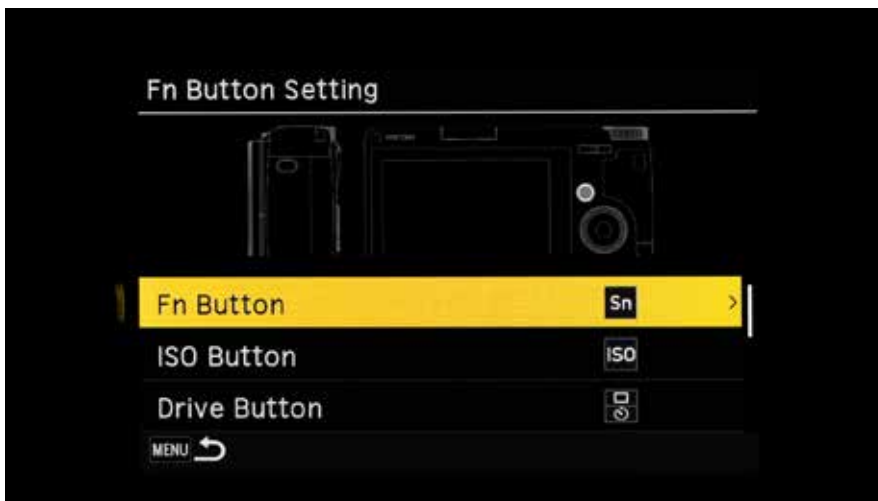 Fn Button Setting
Fn Button Sn
ISO Button ISO
Drive Button
MENU